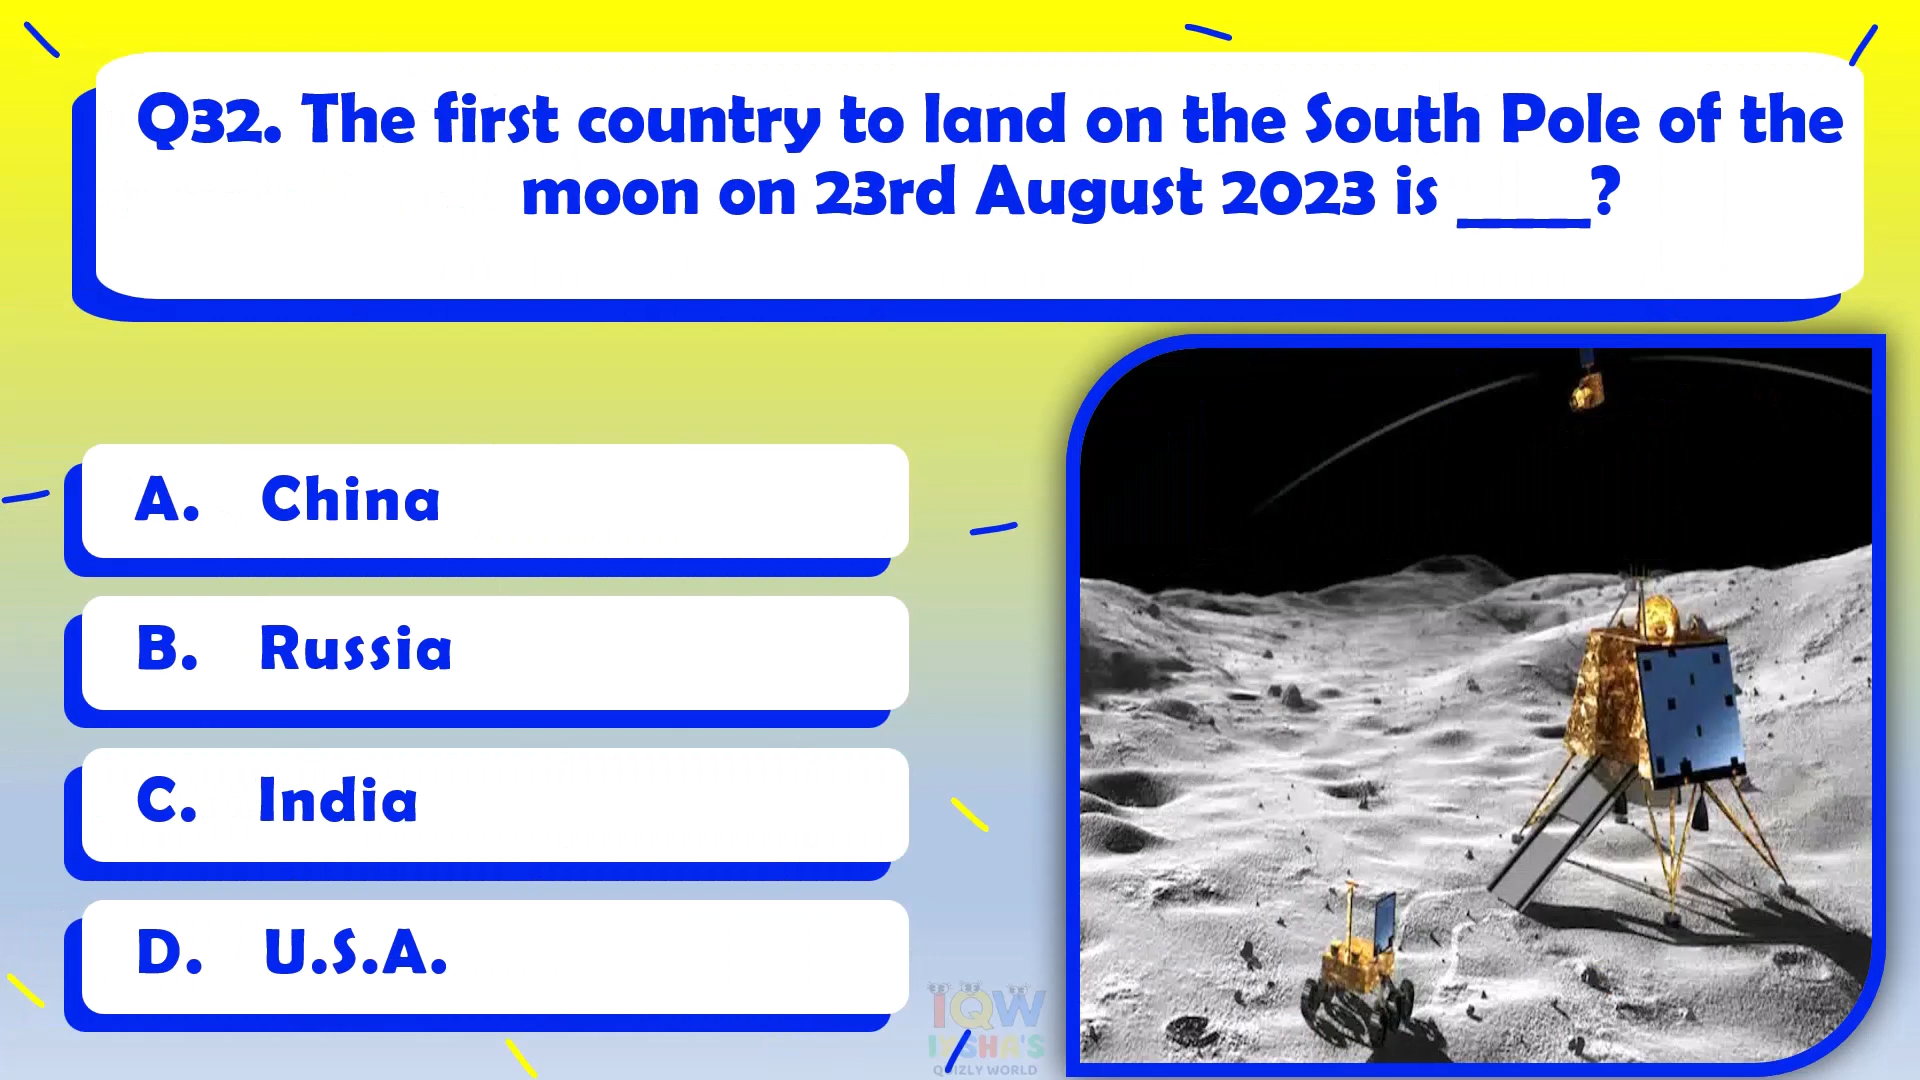 Q32. The first country to land on the South Pole of the
moon on 23rd August 2023 is ____?
A. China
B. Russia
C. India
D. U.S.A.
IQW
IKSHA'S
QUIZLY WORLD